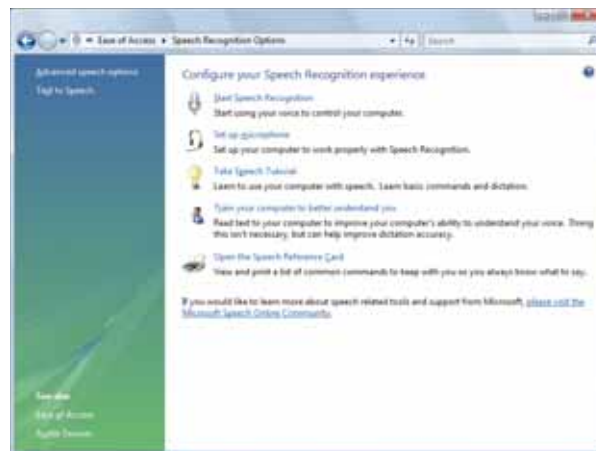 Ease of Access ▸ Speech Recognition Options
Search
Advanced speech options
Text to Speech
Configure your Speech Recognition experience
Start Speech Recognition
Start using your voice to control your computer.
Set up microphone
Set up your computer to work properly with Speech Recognition.
Take Speech Tutorial
Learn to use your computer with speech. Learn basic commands and dictation.
Train your computer to better understand you
Read text to your computer to improve your computer's ability to understand your voice. Doing
this isn't necessary, but can help improve dictation accuracy.
Open the Speech Reference Card
View and print a list of common commands to keep with you so you always know what to say.
If you would like to learn more about speech related tools and support from Microsoft, please visit the
Microsoft Speech Online Community.
See also
Ease of Access
Audio Devices